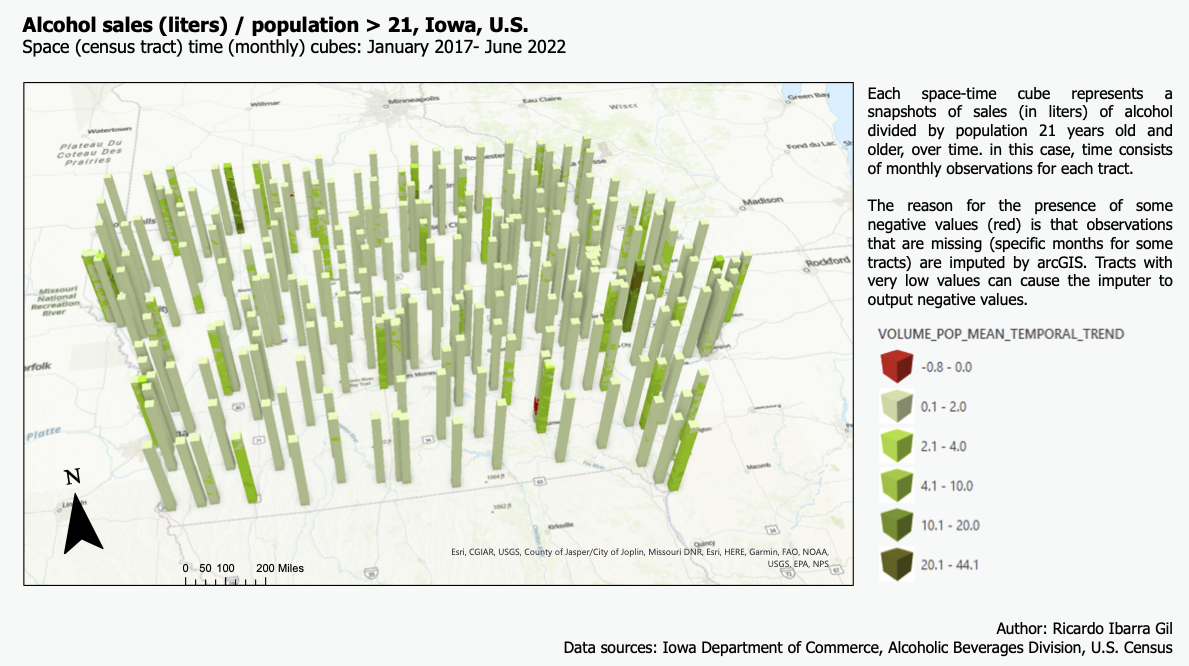 Alcohol sales (liters) / population > 21, Iowa, U.S.
Space (census tract) time (monthly) cubes: January 2017- June 2022
Willmar
Minneapolis
Eau Claire
Wisco
Green Bay
Watertown
Plateau Du
Coteau Des
Prairies
Fond du Lac
Madison
Rockford
Missouri
National
Recreation
River
orfolk
Platte
1004 ft
1062 ft
Kirksville
Macomb
Quincy
N
0 50 100 200 Miles
Esri, CGIAR, USGS, County of Jasper/City of Joplin, Missouri DNR, Esri, HERE, Garmin, FAO, NOAA,
USGS, EPA, NPS
Each space-time cube represents a
snapshots of sales (in liters) of alcohol
divided by population 21 years old and
older, over time. in this case, time consists
of monthly observations for each tract.
The reason for the presence of some
negative values (red) is that observations
that are missing (specific months for some
tracts) are imputed by arcGIS. Tracts with
very low values can cause the imputer to
output negative values.
VOLUME_POP_MEAN_TEMPORAL_TREND
-0.8 - 0.0
0.1 - 2.0
2.1 - 4.0
4.1 - 10.0
10.1 - 20.0
20.1 - 44.1
Author: Ricardo Ibarra Gil
Data sources: Iowa Department of Commerce, Alcoholic Beverages Division, U.S. Census